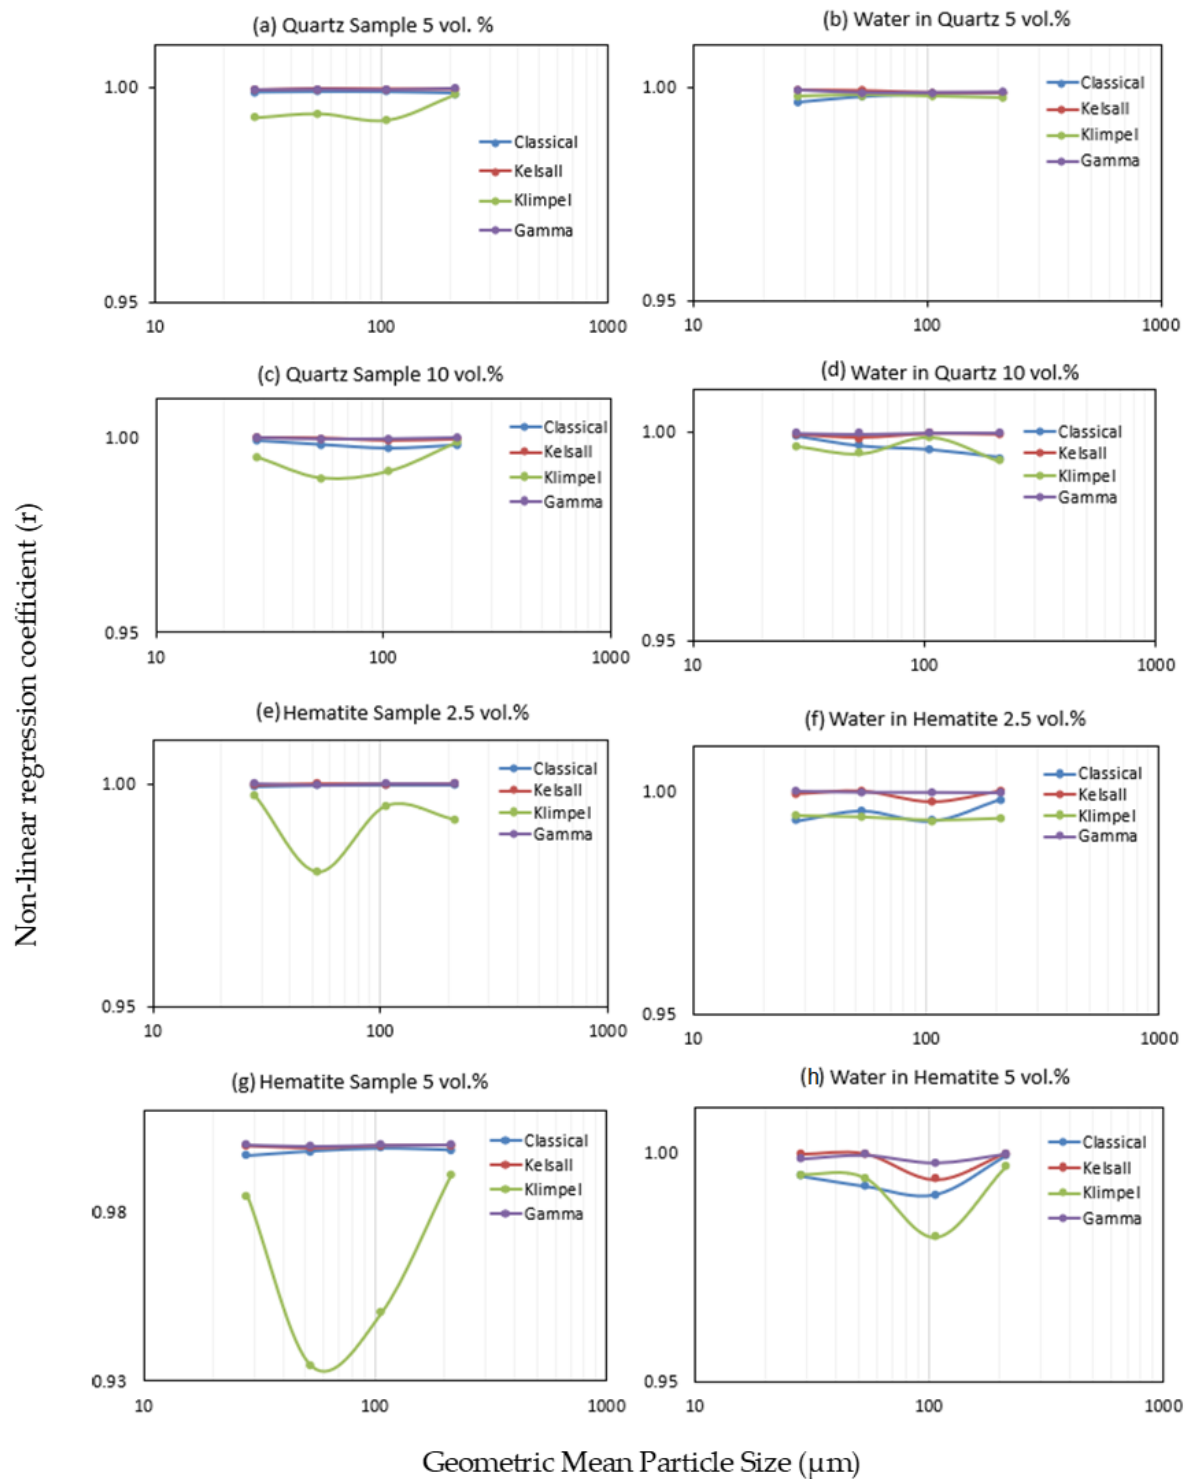 (a) Quartz Sample 5 vol. %
1.00
Classical
Kelsall
Klimpel
Gamma
0.95
10 100 1000
(b) Water in Quartz 5 vol.%
1.00
Classical
Kelsall
Klimpel
Gamma
0.95
10 100 1000
(c) Quartz Sample 10 vol.%
1.00
Classical
Kelsall
Klimpel
Gamma
0.95
10 100 1000
(d) Water in Quartz 10 vol.%
1.00
Classical
Kelsall
Klimpel
Gamma
0.95
10 100 1000
Non-linear regression coefficient (r)
(e) Hematite Sample 2.5 vol.%
1.00
Classical
Kelsall
Klimpel
Gamma
0.95
10 100 1000
(f) Water in Hematite 2.5 vol.%
1.00
Classical
Kelsall
Klimpel
Gamma
0.95
10 100 1000
(g) Hematite Sample 5 vol.%
Classical
Kelsall
Klimpel
Gamma
0.98
0.93
10 100 1000
(h) Water in Hematite 5 vol.%
1.00
Classical
Kelsall
Klimpel
Gamma
0.95
10 100 1000
Geometric Mean Particle Size (µm)